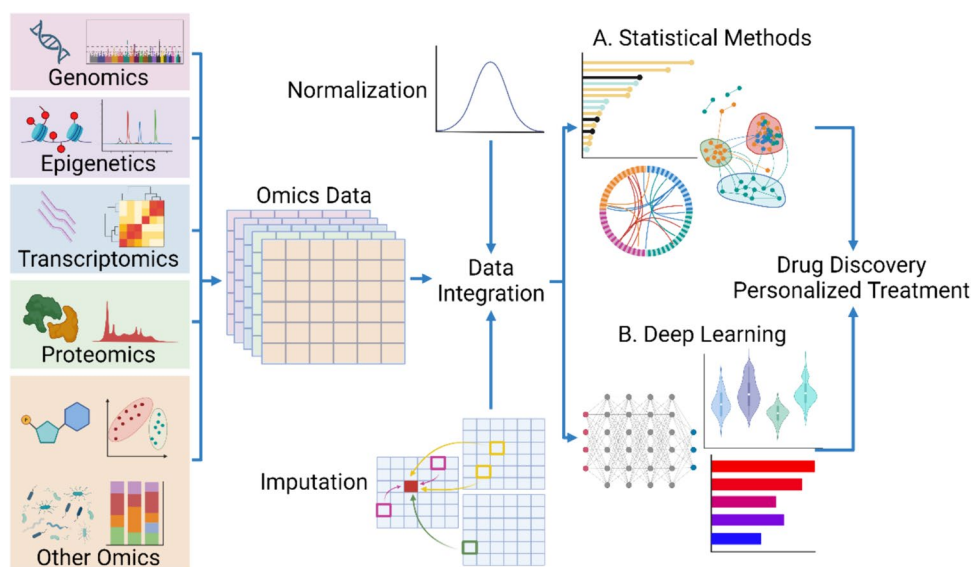 Genomics
Epigenetics
Transcriptomics
Proteomics
P
Other Omics
Omics Data
Normalization
Data
Integration
Imputation
A. Statistical Methods
B. Deep Learning
Drug Discovery
Personalized Treatment